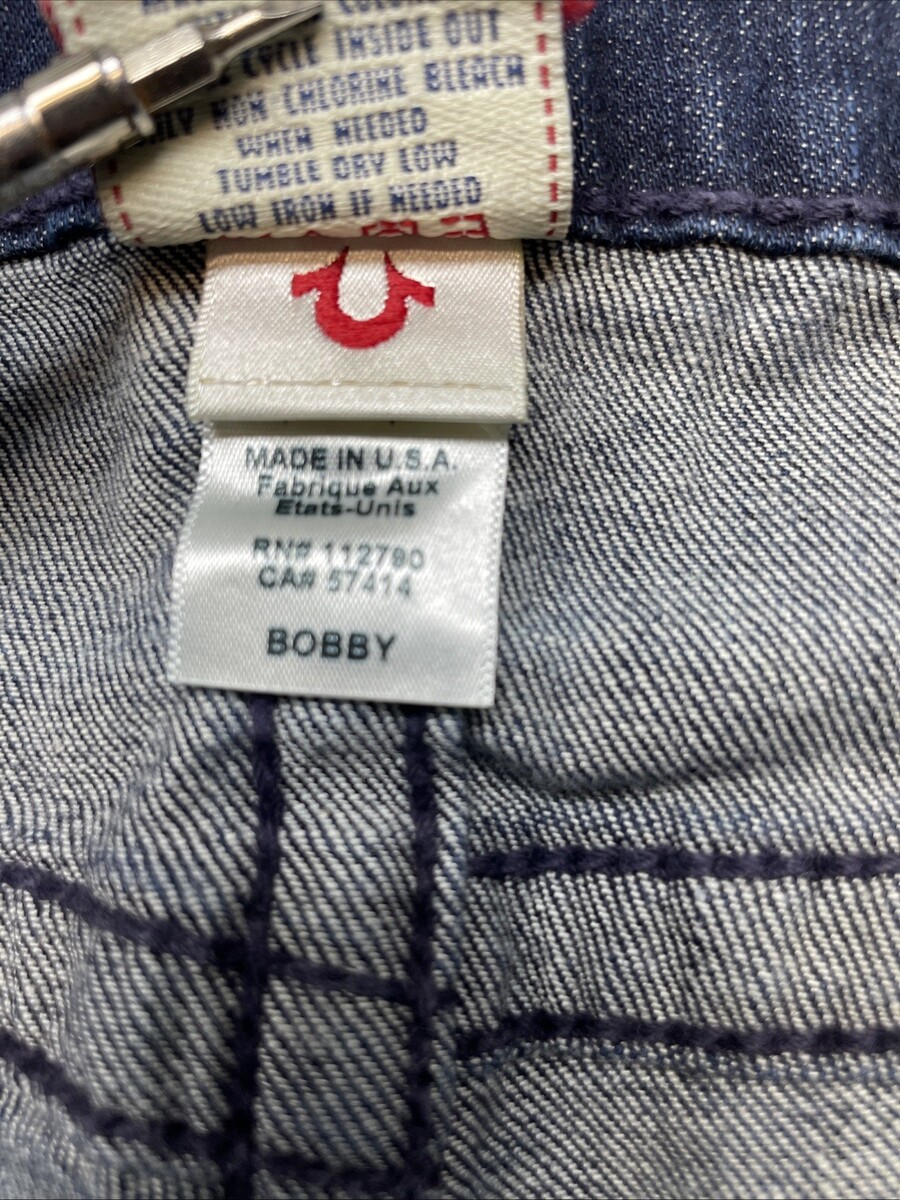 CYCLE INSIDE OUT
NON-CHLORINE BLEACH
WHEN NEEDED
TUMBLE DRY LOW
LOW IRON IF NEEDED
MADE IN U.S.A.
Fabrique Aux
Etats-Unis
RN# 112790
CA# 57414
BOBBY